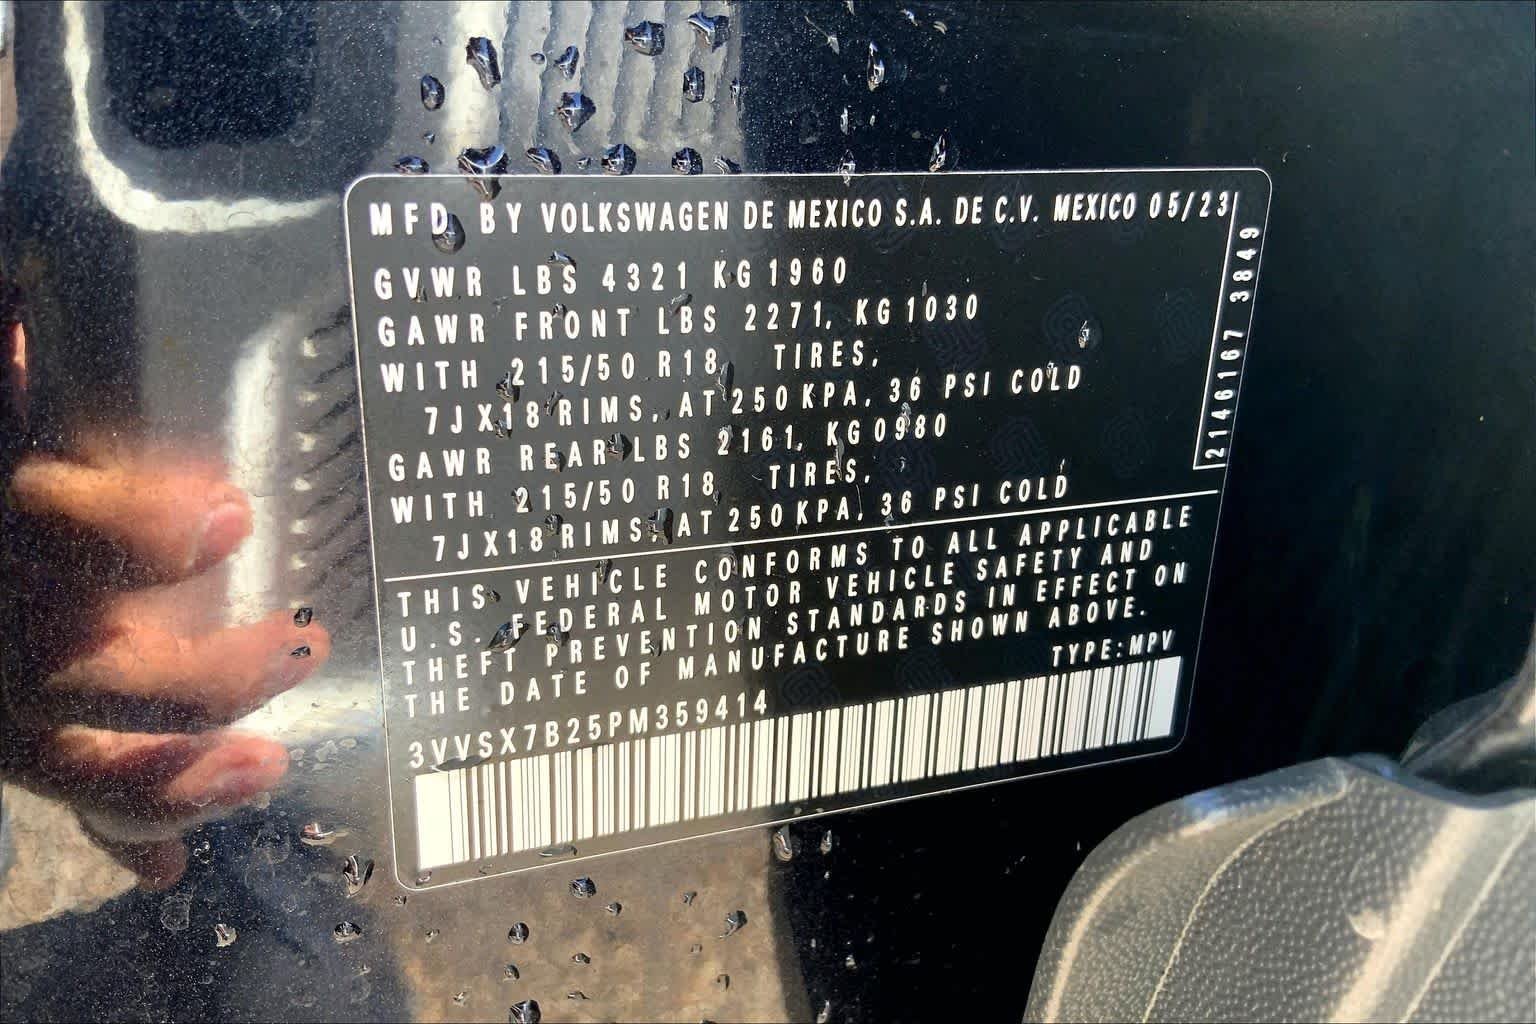 MFD. BY VOLKSWAGEN DE MEXICO S.A. DE C.V. MEXICO 05/23
GVWR LBS 4321 KG 1960
GAWR FRONT LBS 2271, KG 1030
WITH 215/50 R18 TIRES,
7JX18 RIMS, AT 250 KPA, 36 PSI COLD
GAWR REAR LBS 2161, KG 0980
WITH 215/50 R18 TIRES,
7JX18 RIMS, AT 250 KPA, 36 PSI COLD
2146167 3849
THIS VEHICLE CONFORMS TO ALL APPLICABLE
U.S. FEDERAL MOTOR VEHICLE SAFETY AND
THEFT PREVENTION STANDARDS IN EFFECT ON
THE DATE OF MANUFACTURE SHOWN ABOVE.
TYPE:MPV
3VVSX7B25PM359414